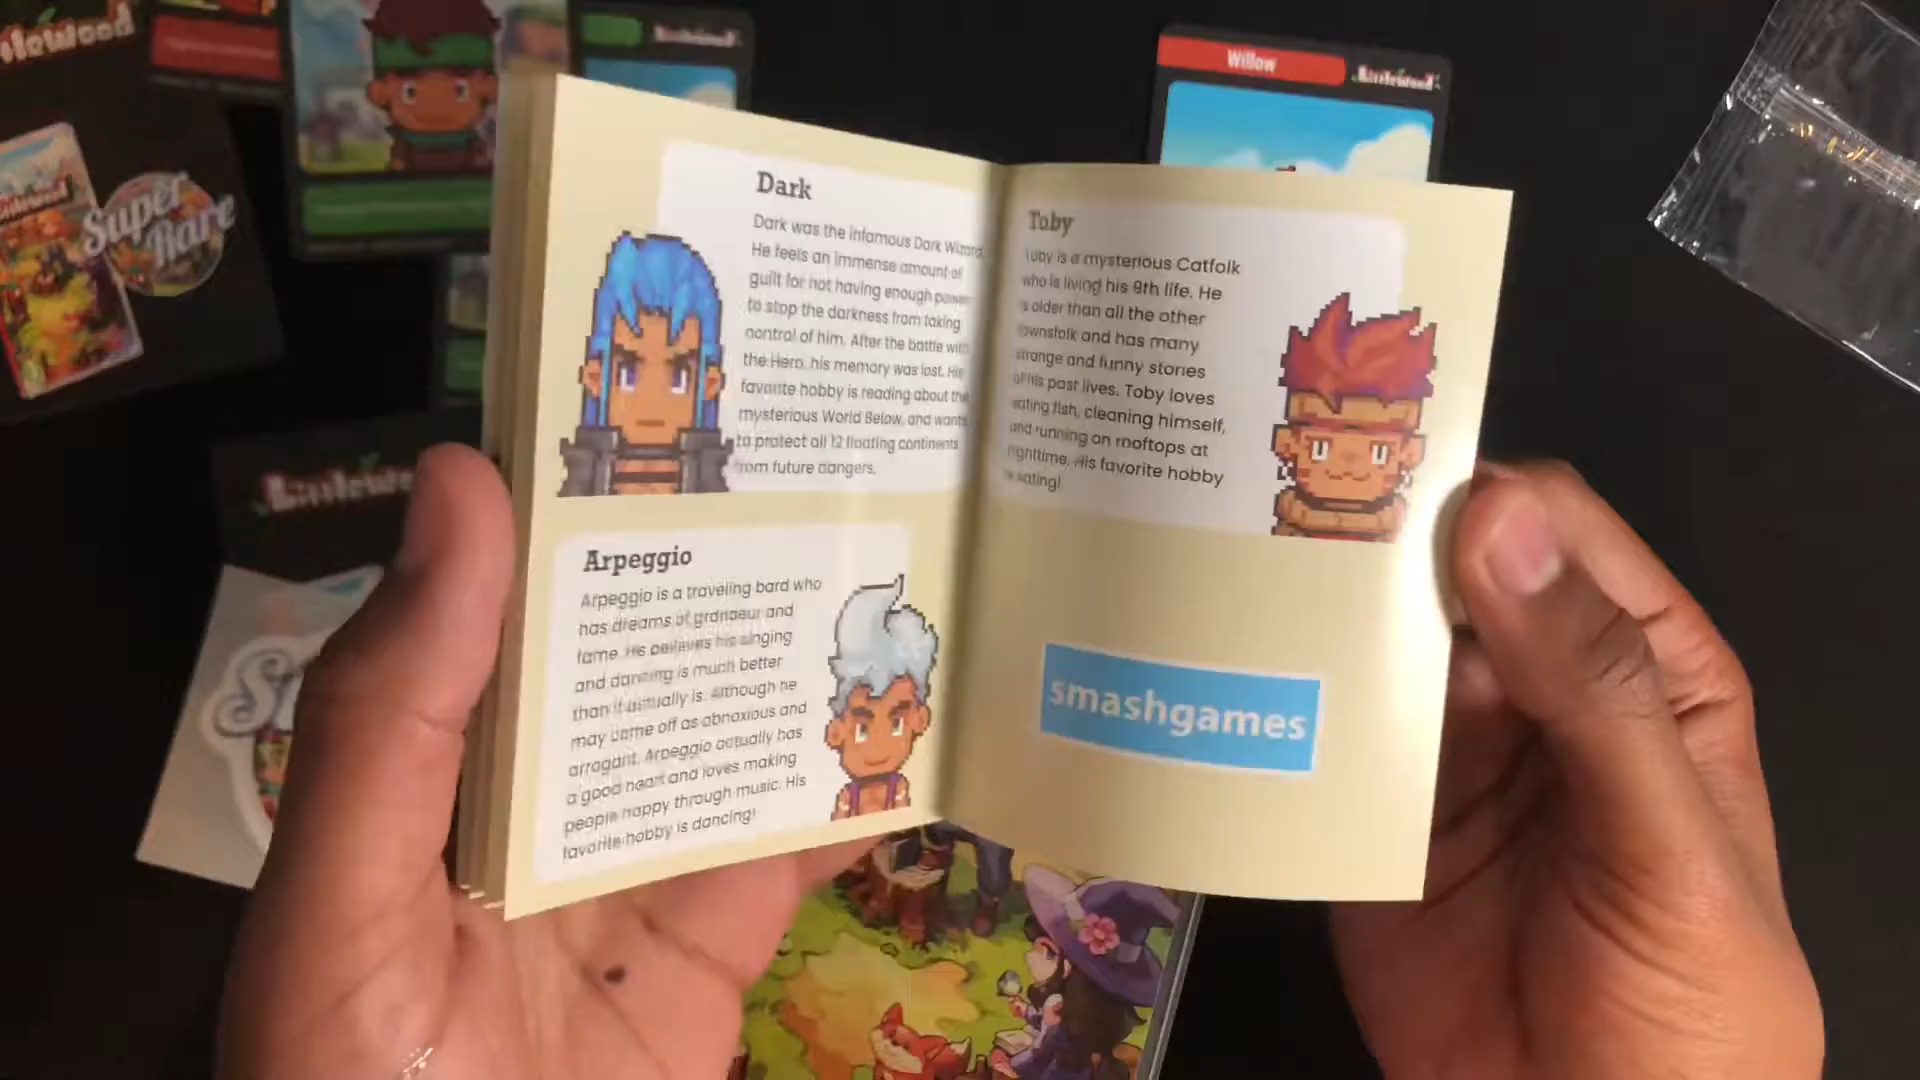 Willow
Littlewood
Littlewood
Super
Rare
Dark
Dark was the infamous Dark Wizard.
He feels an immense amount of
guilt for not having enough power
to stop the darkness from taking
control of him. After the battle with
the Hero, his memory was lost. His
favorite hobby is reading about the
mysterious World Below, and wants
to protect all 12 floating continents
from future dangers.
Arpeggio
Arpeggio is a traveling bard who
has dreams of grandeur and
fame. His believes his singing
and dancing is much better
than it actually is. Although he
may come off as obnoxious and
arrogant, Arpeggio actually has
a good heart and loves making
people happy through music. His
favorite hobby is dancing!
Toby
Toby is a mysterious Catfolk
who is living his 9th life. He
is older than all the other
townsfolk and has many
strange and funny stories
of his past lives. Toby loves
eating fish, cleaning himself,
and running on rooftops at
nighttime. His favorite hobby
is eating!
smashgames